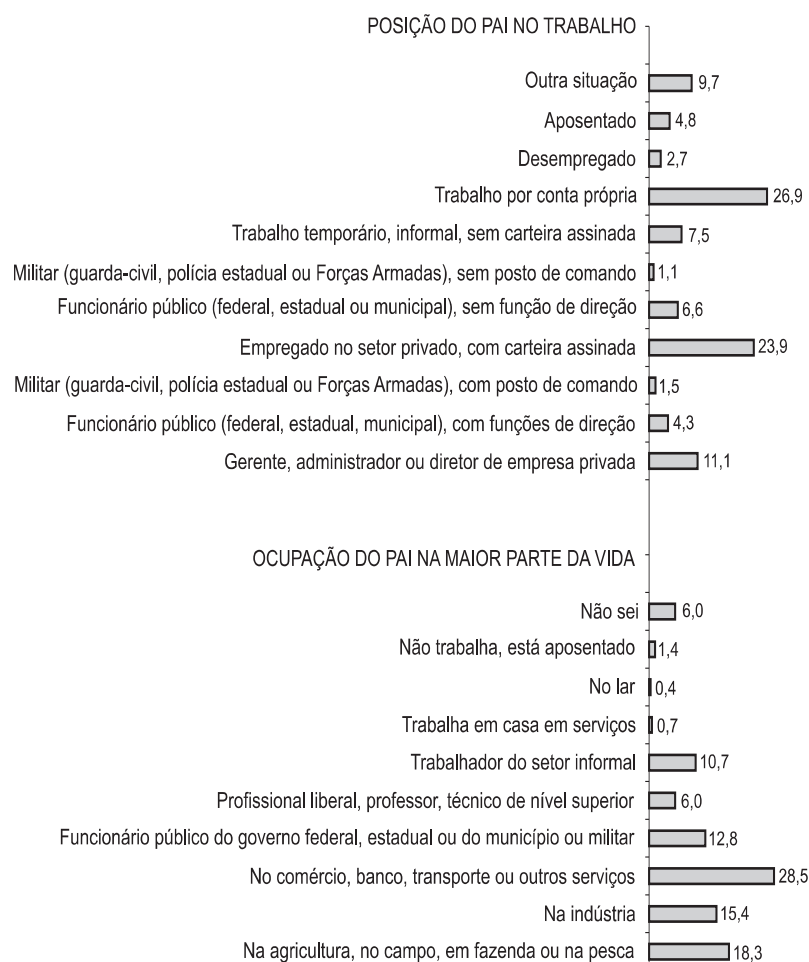 POSIÇÃO DO PAI NO TRABALHO
Outra situação 9,7
Aposentado 4,8
Desempregado 2,7
Trabalho por conta própria 26,9
Trabalho temporário, informal, sem carteira assinada 7,5
Militar (guarda-civil, polícia estadual ou Forças Armadas), sem posto de comando 1,1
Funcionário público (federal, estadual ou municipal), sem função de direção 6,6
Empregado no setor privado, com carteira assinada 23,9
Militar (guarda-civil, polícia estadual ou Forças Armadas), com posto de comando 1,5
Funcionário público (federal, estadual, municipal), com funções de direção 4,3
Gerente, administrador ou diretor de empresa privada 11,1
OCUPAÇÃO DO PAI NA MAIOR PARTE DA VIDA
Não sei 6,0
Não trabalha, está aposentado 1,4
No lar 0,4
Trabalha em casa em serviços 0,7
Trabalhador do setor informal 10,7
Profissional liberal, professor, técnico de nível superior 6,0
Funcionário público do governo federal, estadual ou do município ou militar 12,8
No comércio, banco, transporte ou outros serviços 28,5
Na indústria 15,4
Na agricultura, no campo, em fazenda ou na pesca 18,3